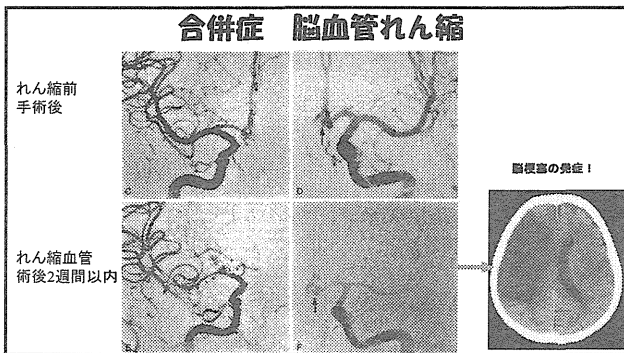 合併症 脳血管れん縮
れん縮前
手術後
C
D
脳梗塞の発症!
れん縮血管
術後2週間以内
E
F